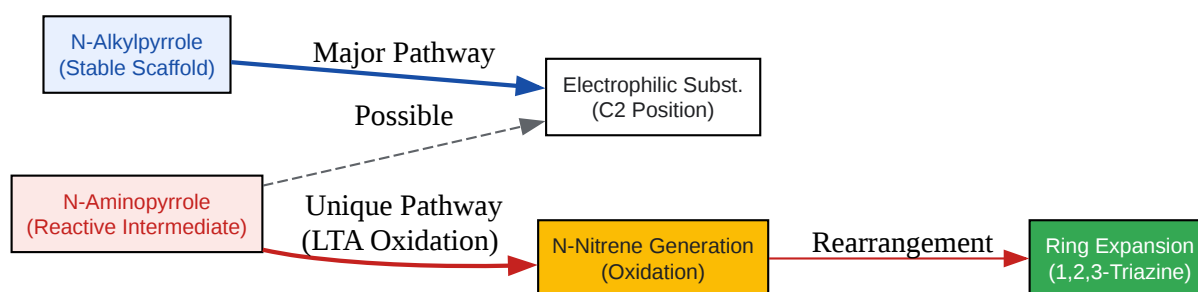 N-Alkylpyrrole
(Stable Scaffold)
Major Pathway
Electrophilic Subst.
(C2 Position)
Possible
N-Aminopyrrole
(Reactive Intermediate)
Unique Pathway
(LTA Oxidation)
N-Nitrene Generation
(Oxidation)
Rearrangement
Ring Expansion
(1,2,3-Triazine)